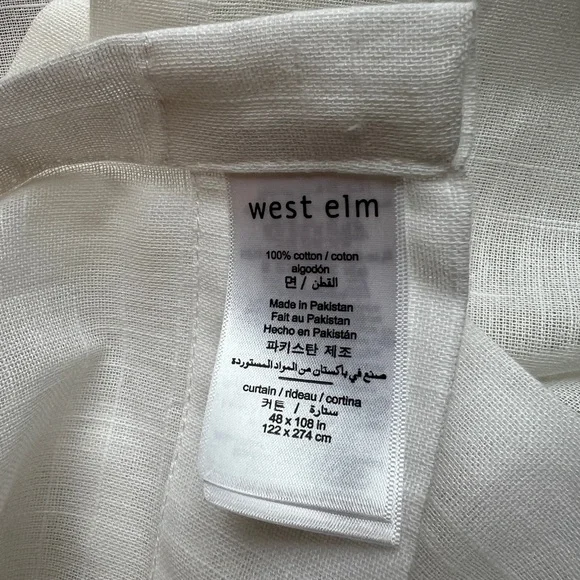 west elm
100% cotton / coton
algodón
면 / القطن
Made in Pakistan
Fait au Pakistan
Hecho en Pakistán
파키스탄 제조
صنع في باكستان من المواد المستوردة
curtain / rideau / cortina
커튼 / ستارة
48 x 108 in
122 x 274 cm